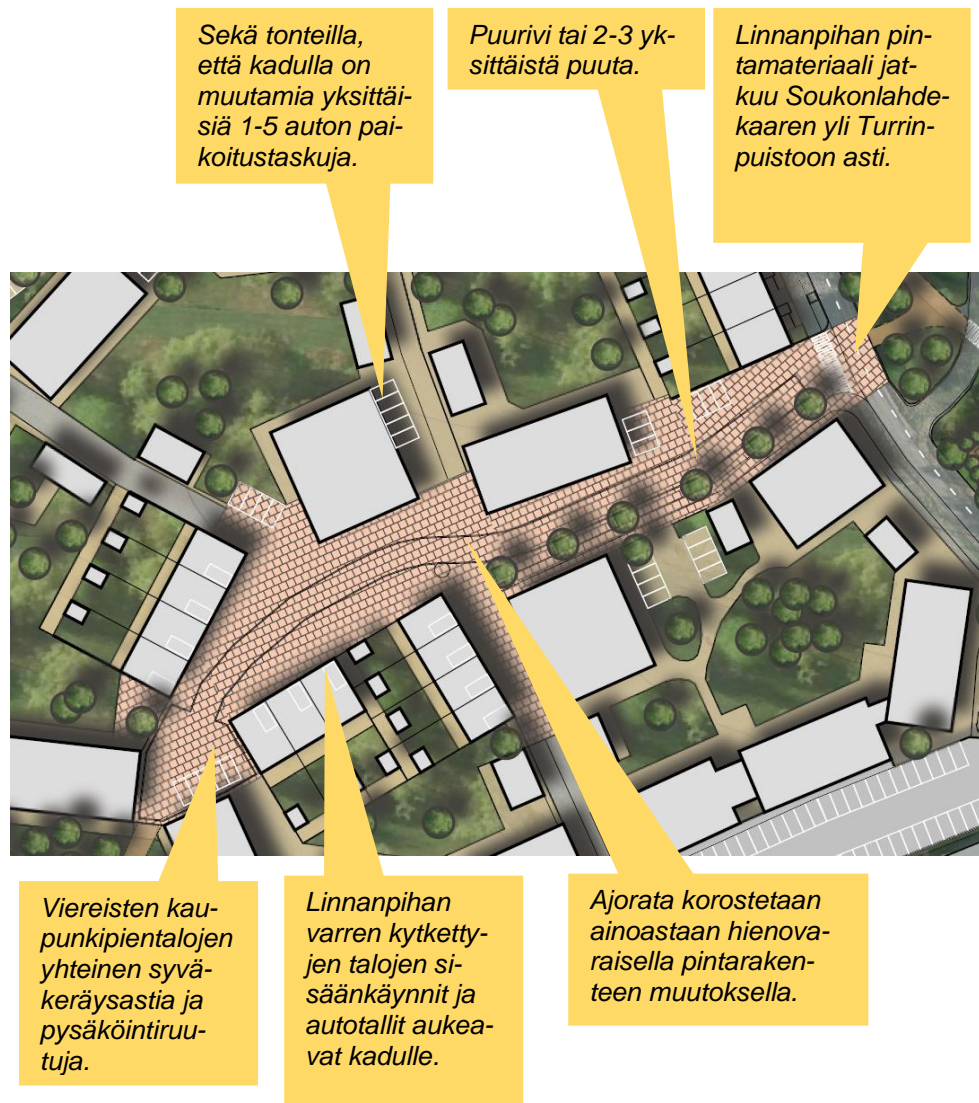 Sekä tonteilla,
että kadulla on
muutamia yksittäi-
siä 1-5 auton pai-
koitustaskuja.
Puurivi tai 2-3 yk-
sittäistä puuta.
Linnanpihan pin-
tamateriaali jat-
kuu Soukonlahde-
kaaren yli Turrin-
puistoon asti.
Viereisten kau-
punkipientalojen
yhteinen syvä-
keräysastia ja
pysäköintiruu-
tuja.
Linnanpihan
varren kytketty-
jen talojen si-
säänkäynnit ja
autotallit aukea-
vat kadulle.
Ajorata korostetaan
ainoastaan hienova-
raisella pintaraken-
teen muutoksella.